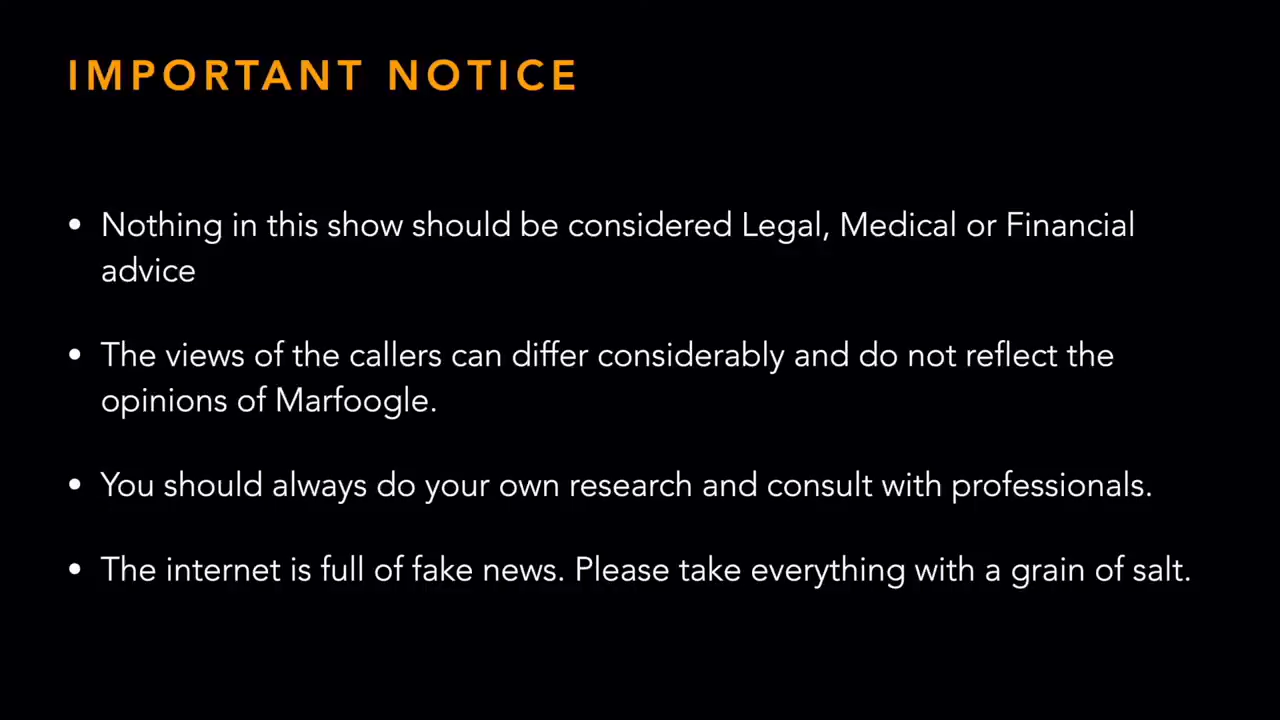 IMPORTANT NOTICE
• Nothing in this show should be considered Legal, Medical or Financial
advice
• The views of the callers can differ considerably and do not reflect the
opinions of Marfoogle.
• You should always do your own research and consult with professionals.
• The internet is full of fake news. Please take everything with a grain of salt.